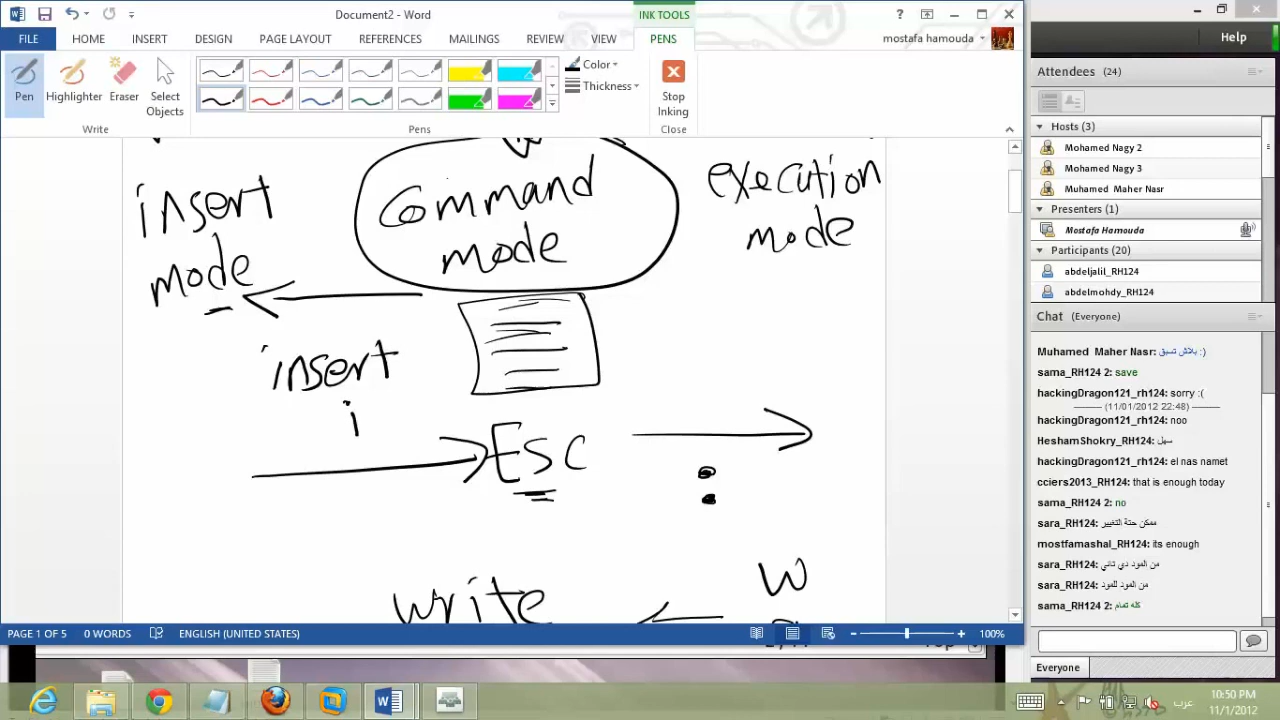 Document2 - Word
INK TOOLS
FILE
HOME
INSERT
DESIGN
PAGE LAYOUT
REFERENCES
MAILINGS
REVIEW
VIEW
PENS
mostafa hamouda
Pen
Highlighter
Eraser
Select Objects
Color
Thickness
Stop Inking
Write
Pens
Close
insert
mode
Command
mode
execution
mode
insert
i
Esc
:
w
write
PAGE 1 OF 5
0 WORDS
ENGLISH (UNITED STATES)
100%
Help
Attendees (24)
Hosts (3)
Mohamed Nagy 2
Mohamed Nagy 3
Muhamed Maher Nasr
Presenters (1)
Mostafa Hamouda
Participants (20)
abdeljalil_RH124
abdelmohdy_RH124
Chat (Everyone)
Muhamed Maher Nasr: بلاش تسبق :)
sama_RH124 2: save
hackingDragon121_rh124: sorry :(
(11/01/2012 22:48)
hackingDragon121_rh124: noo
HeshamShokry_RH124: سهل
hackingDragon121_rh124: el nas namet
cciers2013_RH124: that is enough today
sama_RH124 2: no
sara_RH124: ممكن حتة التغيير
mostfamashal_RH124: its enough
sara_RH124: من المود دي تاني
sara_RH124: من المود للمود
sama_RH124 2: كله تمام
Everyone
عرب
10:50 PM
11/1/2012